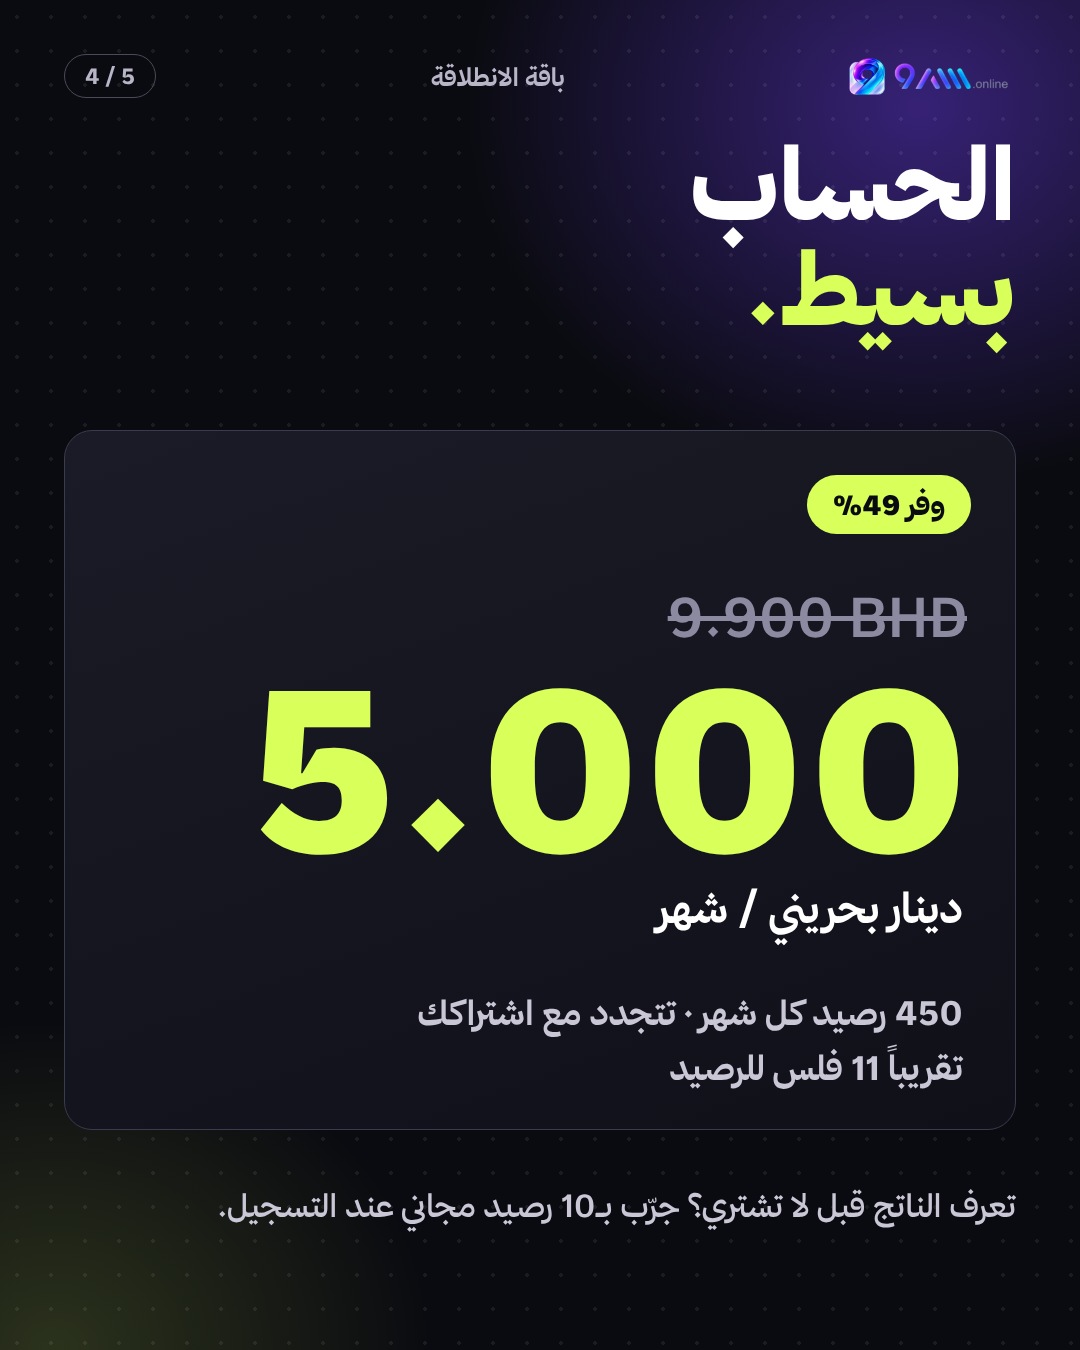 9AM.online
باقة الانطلاقة
4 / 5
الحساب
بسيط.
وفر 49%
9.900 BHD
5.000
دينار بحريني / شهر
450 رصيد كل شهر · تتجدد مع اشتراكك
تقريباً 11 فلس للرصيد
تعرف الناتج قبل لا تشتري؟ جرّب بـ10 رصيد مجاني عند التسجيل.